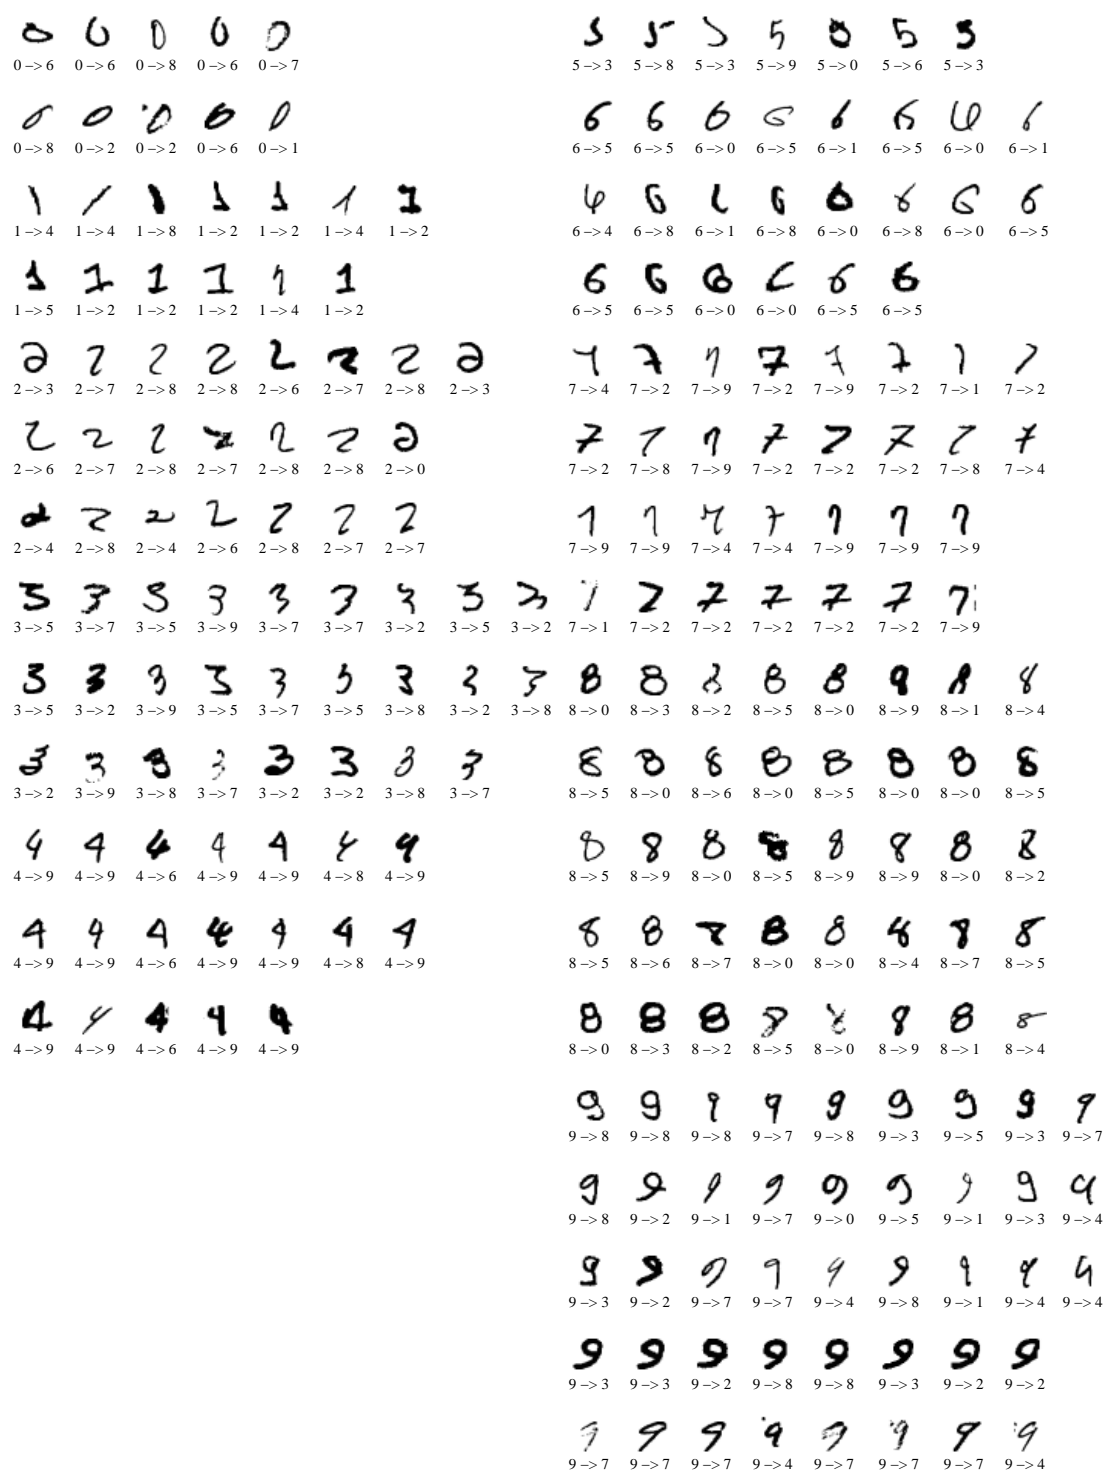 0 –> 6 0 –> 6 0 –> 8 0 –> 6 0 –> 7
0 –> 8 0 –> 2 0 –> 2 0 –> 6 0 –> 1
1 –> 4 1 –> 4 1 –> 8 1 –> 2 1 –> 2 1 –> 4 1 –> 2
1 –> 5 1 –> 2 1 –> 2 1 –> 2 1 –> 4 1 –> 2
2 –> 3 2 –> 7 2 –> 8 2 –> 8 2 –> 6 2 –> 7 2 –> 8 2 –> 3
2 –> 6 2 –> 7 2 –> 8 2 –> 7 2 –> 8 2 –> 8 2 –> 0
2 –> 4 2 –> 8 2 –> 4 2 –> 6 2 –> 8 2 –> 7 2 –> 7
3 –> 5 3 –> 7 3 –> 5 3 –> 9 3 –> 7 3 –> 7 3 –> 2 3 –> 5 3 –> 2
3 –> 5 3 –> 2 3 –> 9 3 –> 5 3 –> 7 3 –> 5 3 –> 8 3 –> 2 3 –> 8
3 –> 2 3 –> 9 3 –> 8 3 –> 7 3 –> 2 3 –> 2 3 –> 8 3 –> 7
4 –> 9 4 –> 9 4 –> 6 4 –> 9 4 –> 9 4 –> 8 4 –> 9
4 –> 9 4 –> 9 4 –> 6 4 –> 9 4 –> 9 4 –> 8 4 –> 9
4 –> 9 4 –> 9 4 –> 6 4 –> 9 4 –> 9
5 –> 3 5 –> 8 5 –> 3 5 –> 9 5 –> 0 5 –> 6 5 –> 3
6 –> 5 6 –> 5 6 –> 0 6 –> 5 6 –> 1 6 –> 5 6 –> 0 6 –> 1
6 –> 4 6 –> 8 6 –> 1 6 –> 8 6 –> 0 6 –> 8 6 –> 0 6 –> 5
6 –> 5 6 –> 5 6 –> 0 6 –> 0 6 –> 5 6 –> 5
7 –> 4 7 –> 2 7 –> 9 7 –> 2 7 –> 9 7 –> 2 7 –> 1 7 –> 2
7 –> 2 7 –> 8 7 –> 9 7 –> 2 7 –> 2 7 –> 2 7 –> 8 7 –> 4
7 –> 9 7 –> 9 7 –> 4 7 –> 4 7 –> 9 7 –> 9 7 –> 9
7 –> 1 7 –> 2 7 –> 2 7 –> 2 7 –> 2 7 –> 2 7 –> 9
8 –> 0 8 –> 3 8 –> 2 8 –> 5 8 –> 0 8 –> 9 8 –> 1 8 –> 4
8 –> 5 8 –> 0 8 –> 6 8 –> 0 8 –> 5 8 –> 0 8 –> 0 8 –> 5
8 –> 5 8 –> 9 8 –> 0 8 –> 5 8 –> 9 8 –> 9 8 –> 0 8 –> 2
8 –> 5 8 –> 6 8 –> 7 8 –> 0 8 –> 0 8 –> 4 8 –> 7 8 –> 5
8 –> 0 8 –> 3 8 –> 2 8 –> 5 8 –> 0 8 –> 9 8 –> 1 8 –> 4
9 –> 8 9 –> 8 9 –> 8 9 –> 7 9 –> 8 9 –> 3 9 –> 5 9 –> 3 9 –> 7
9 –> 8 9 –> 2 9 –> 1 9 –> 7 9 –> 0 9 –> 5 9 –> 1 9 –> 3 9 –> 4
9 –> 3 9 –> 2 9 –> 7 9 –> 7 9 –> 4 9 –> 8 9 –> 1 9 –> 4 9 –> 4
9 –> 3 9 –> 3 9 –> 2 9 –> 8 9 –> 8 9 –> 3 9 –> 2 9 –> 2
9 –> 7 9 –> 7 9 –> 7 9 –> 4 9 –> 7 9 –> 7 9 –> 7 9 –> 4